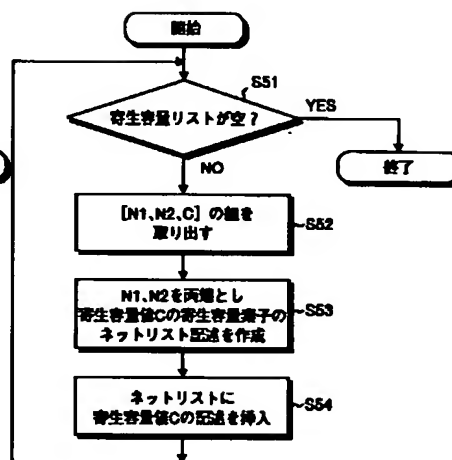 開始
S51
寄生容量リストが空?
YES
終了
NO
[N1、N2、C] の組を
取り出す
S52
N1、N2を両端とし
寄生容量値Cの寄生容量素子の
ネットリスト記述を作成
S53
ネットリストに
寄生容量値Cの記述を挿入
S54